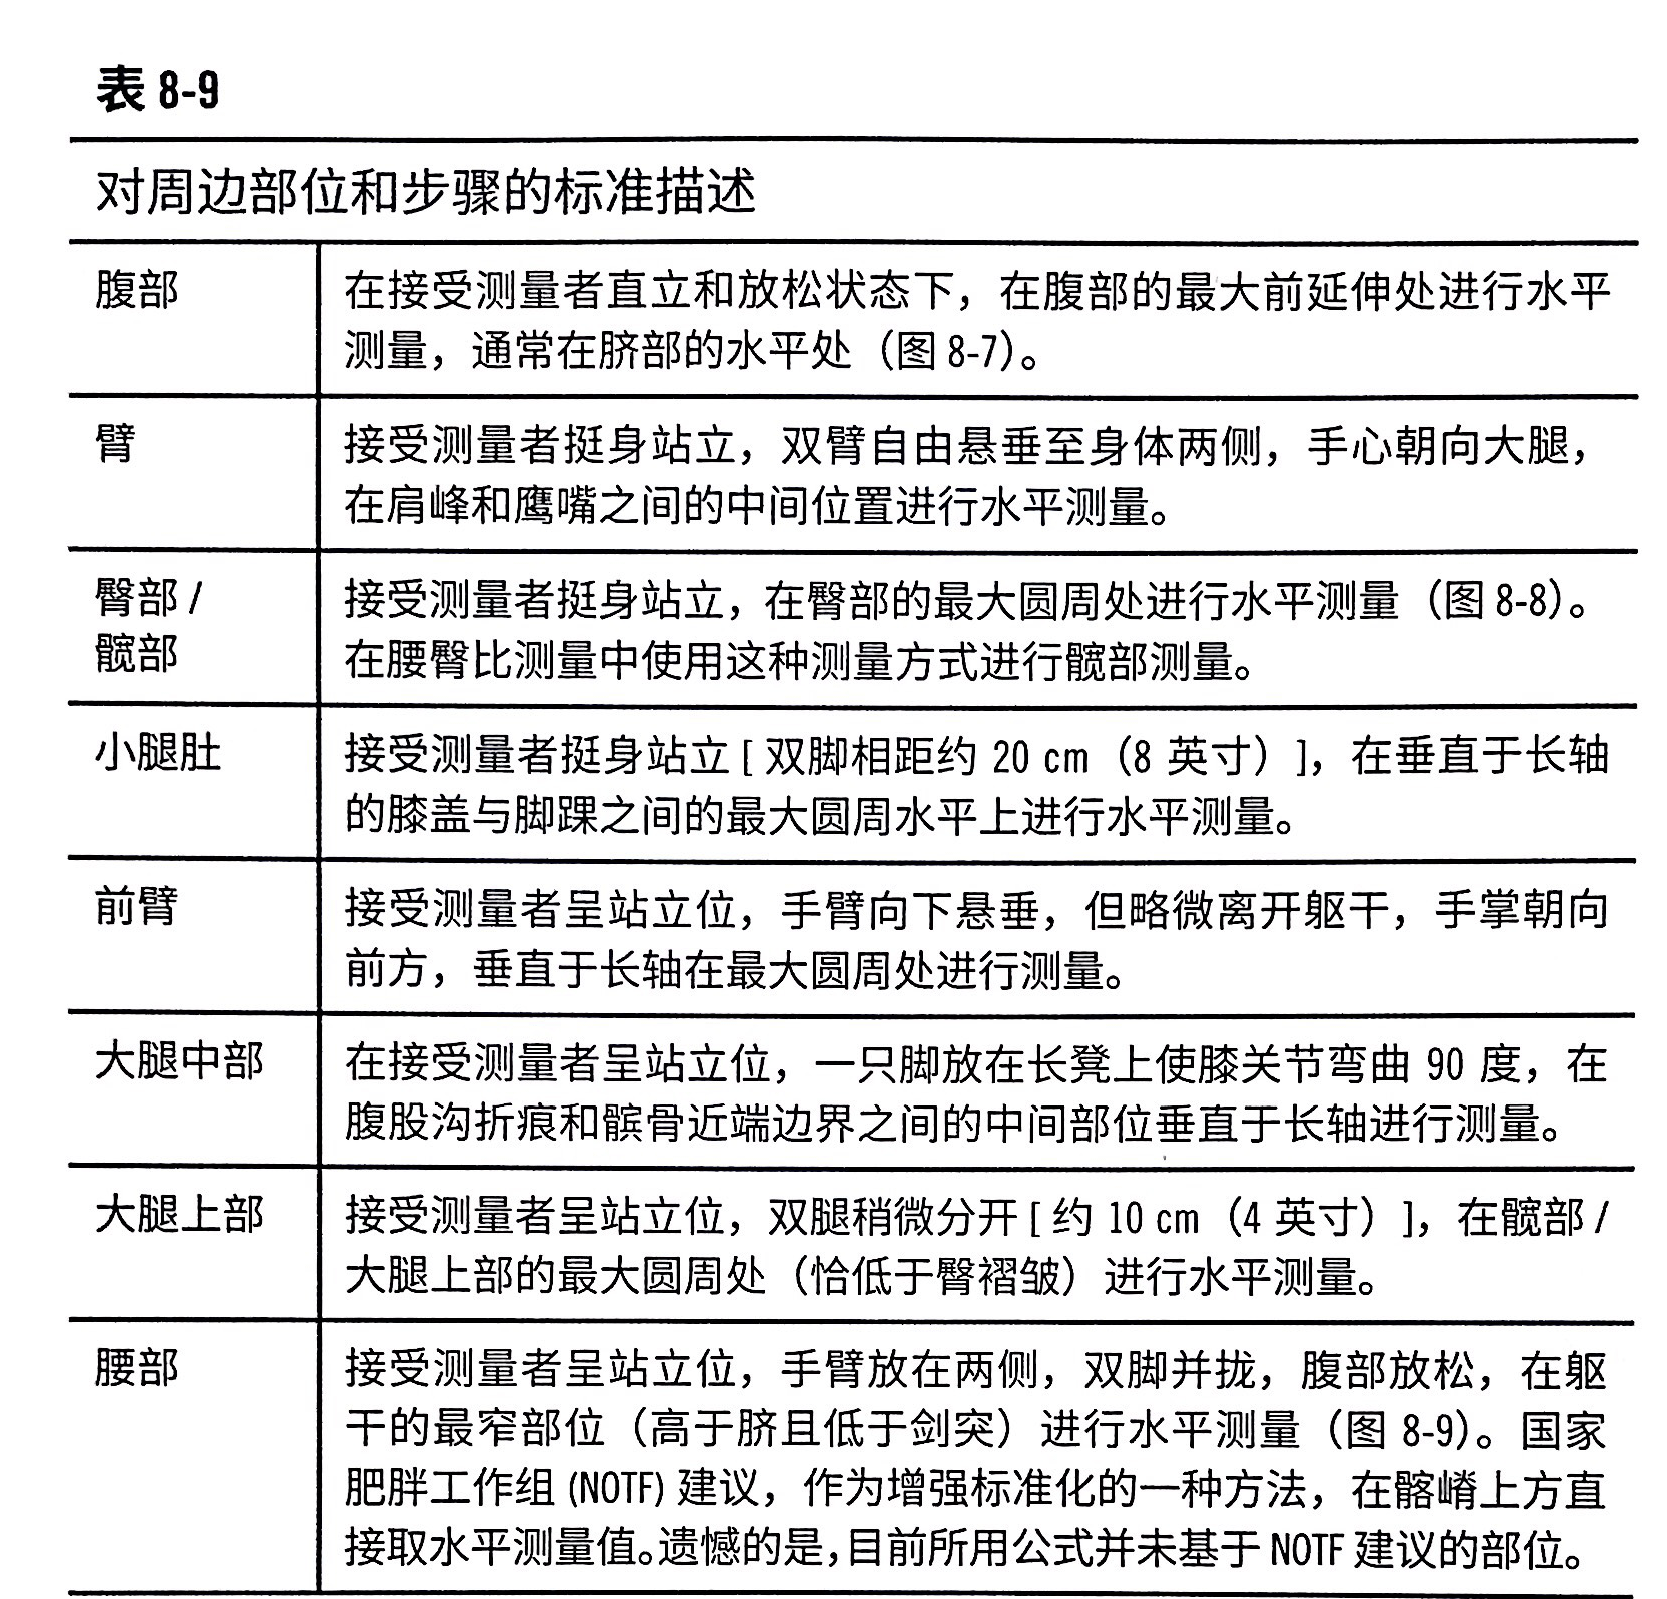 表 8-9
对周边部位和步骤的标准描述
腹部
在接受测量者直立和放松状态下，在腹部的最大前延伸处进行水平
测量，通常在脐部的水平处（图 8-7）。
臂
接受测量者挺身站立，双臂自由悬垂至身体两侧，手心朝向大腿，
在肩峰和鹰嘴之间的中间位置进行水平测量。
臀部 /
髋部
接受测量者挺身站立，在臀部的最大圆周处进行水平测量（图 8-8）。
在腰臀比测量中使用这种测量方式进行髋部测量。
小腿肚
接受测量者挺身站立 [ 双脚相距约 20 cm（8 英寸）]，在垂直于长轴
的膝盖与脚踝之间的最大圆周水平上进行水平测量。
前臂
接受测量者呈站立位，手臂向下悬垂，但略微离开躯干，手掌朝向
前方，垂直于长轴在最大圆周处进行测量。
大腿中部
在接受测量者呈站立位，一只脚放在长凳上使膝关节弯曲 90 度，在
腹股沟折痕和髌骨近端边界之间的中间部位垂直于长轴进行测量。
大腿上部
接受测量者呈站立位，双腿稍微分开 [ 约 10 cm（4 英寸）]，在髋部 /
大腿上部的最大圆周处（恰低于臀褶皱）进行水平测量。
腰部
接受测量者呈站立位，手臂放在两侧，双脚并拢，腹部放松，在躯
干的最窄部位（高于脐且低于剑突）进行水平测量（图 8-9）。国家
肥胖工作组 (NOTF) 建议，作为增强标准化的一种方法，在髂嵴上方直
接取水平测量值。遗憾的是，目前所用公式并未基于 NOTF 建议的部位。